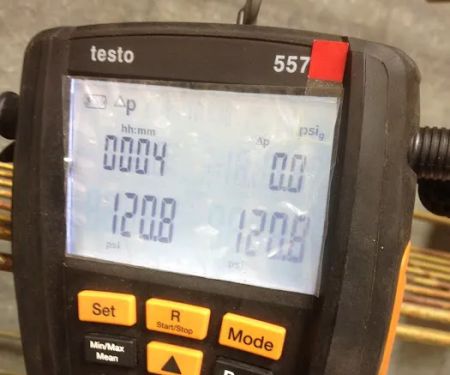 testo 557
Δp psig
hh:mm Δp
0004 0.0
120.8 120.8
psi psi
Set R Mode
Start/Stop
Min/Max
Mean ▲